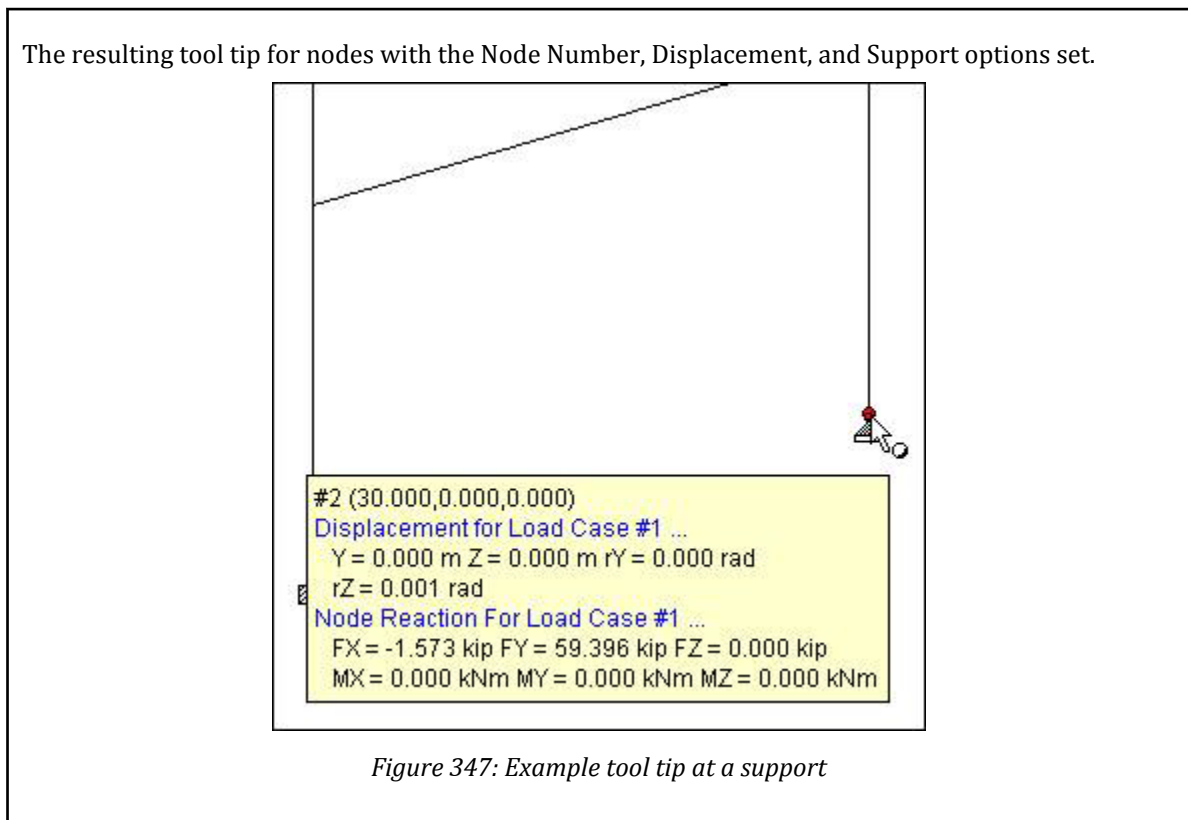 The resulting tool tip for nodes with the Node Number, Displacement, and Support options set.
#2 (30.000,0.000,0.000)
Displacement for Load Case #1 ...
Y = 0.000 m Z = 0.000 m rY = 0.000 rad
rZ = 0.001 rad
Node Reaction For Load Case #1 ...
FX = -1.573 kip FY = 59.396 kip FZ = 0.000 kip
MX = 0.000 kNm MY = 0.000 kNm MZ = 0.000 kNm
Figure 347: Example tool tip at a support